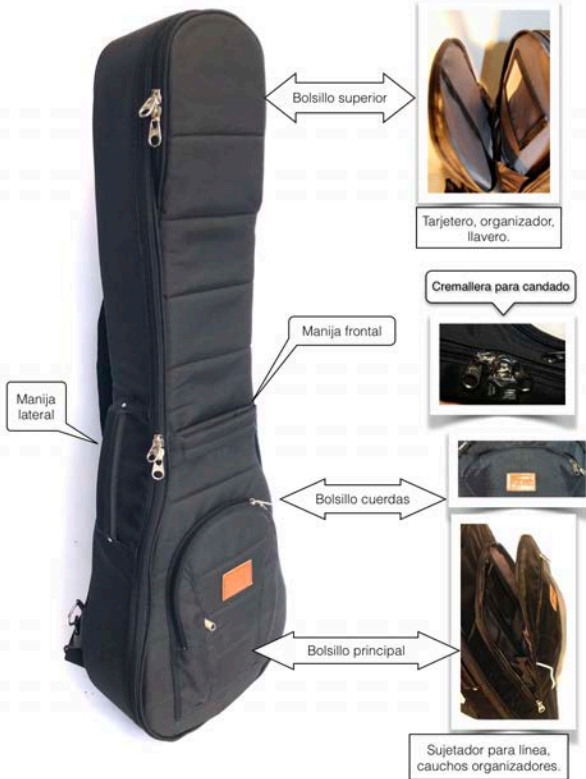 Bolsillo superior
Tarjetero, organizador,
llavero.
Cremallera para candado
Manija frontal
Manija
lateral
Bolsillo cuerdas
Bolsillo principal
Sujetador para línea,
cauchos organizadores.